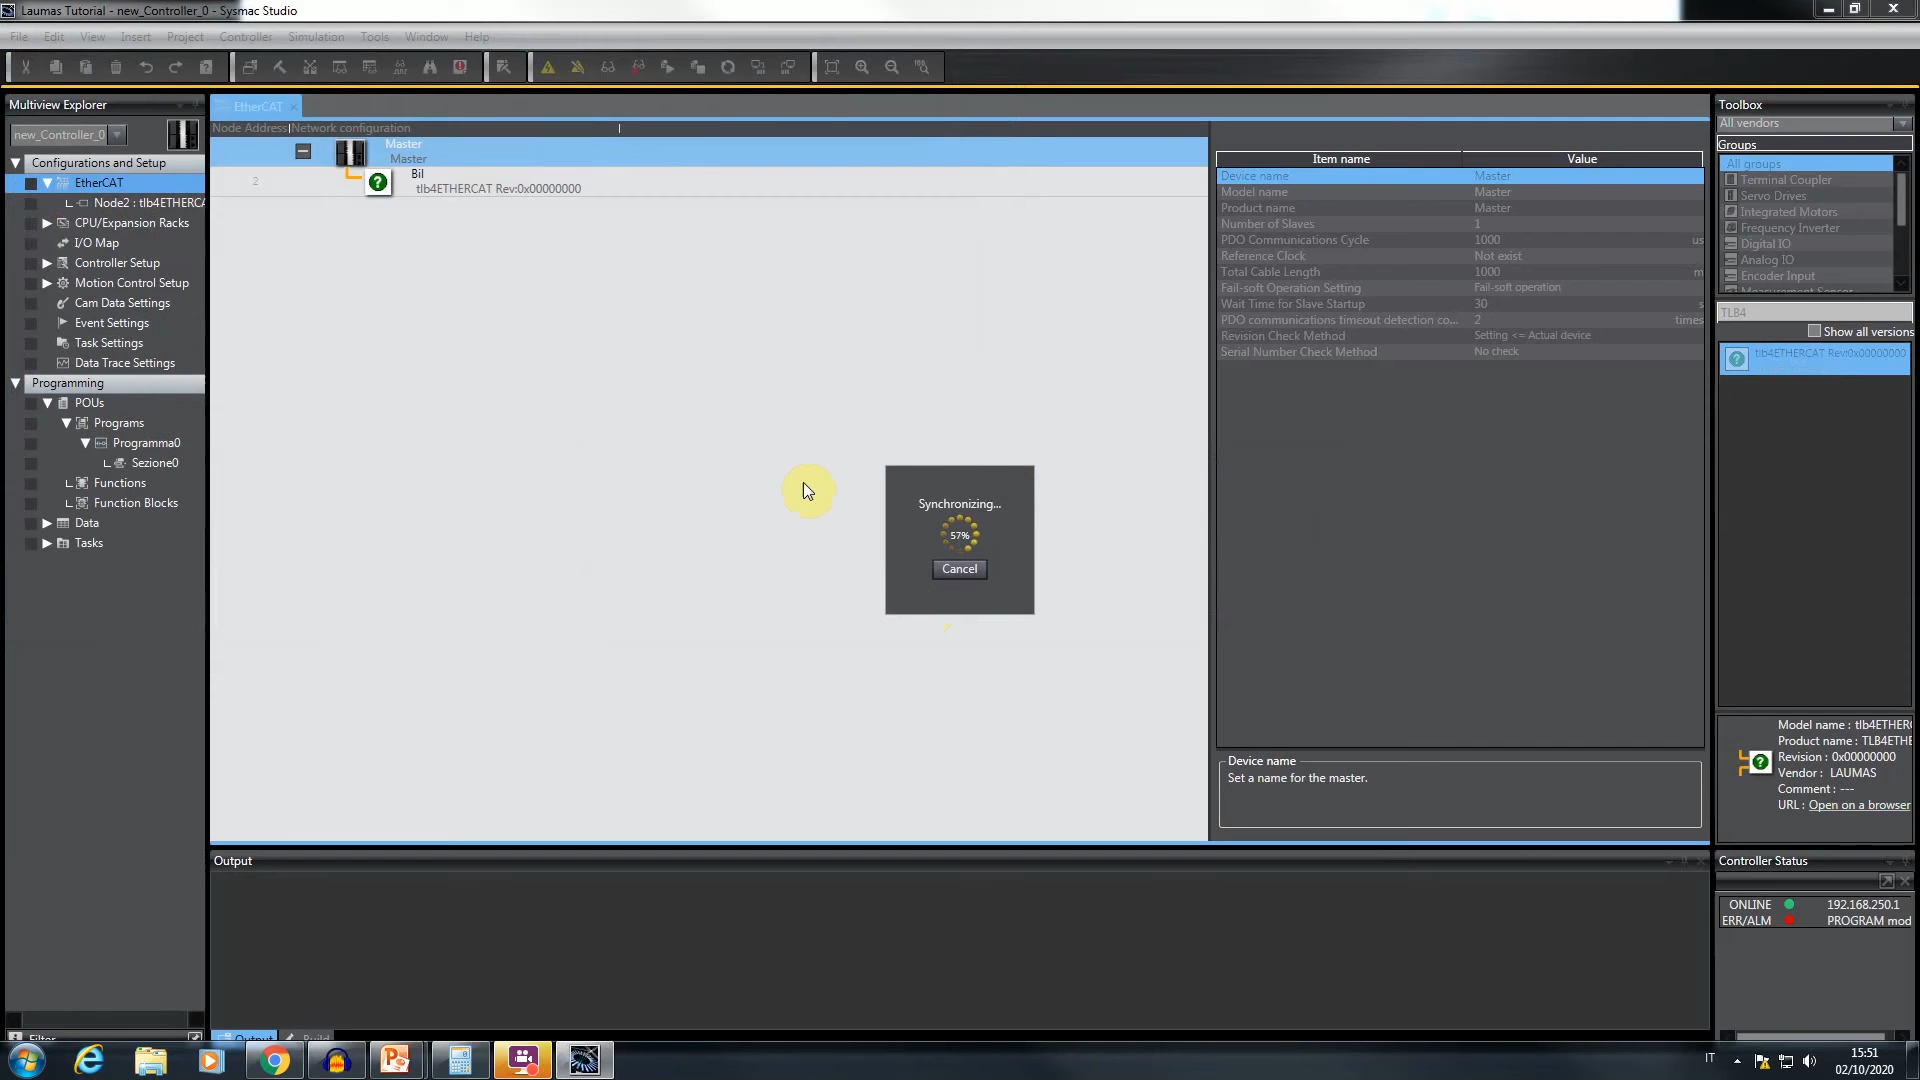 Laumas Tutorial - new_Controller_0 - Sysmac Studio
File Edit View Insert Project Controller Simulation Tools Window Help
Multiview Explorer
new_Controller_0
Configurations and Setup
EtherCAT
Node2 : tlb4ETHERCA
CPU/Expansion Racks
I/O Map
Controller Setup
Motion Control Setup
Cam Data Settings
Event Settings
Task Settings
Data Trace Settings
Programming
POUs
Programs
Programma0
Sezione0
Functions
Function Blocks
Data
Tasks
Filter
EtherCAT
Node Address Network configuration
Master
Master
2
Bil
tlb4ETHERCAT Rev:0x00000000
Synchronizing...
57%
Cancel
Item name Value
Device name Master
Model name Master
Product name Master
Number of Slaves 1
PDO Communications Cycle 1000 us
Reference Clock Not exist
Total Cable Length 1000 m
Fail-soft Operation Setting Fail-soft operation
Wait Time for Slave Startup 30 s
PDO communications timeout detection co... 2 times
Revision Check Method Setting <= Actual device
Serial Number Check Method No check
Device name
Set a name for the master.
Output
Output Build
Toolbox
All vendors
Groups
All groups
Terminal Coupler
Servo Drives
Integrated Motors
Frequency Inverter
Digital IO
Analog IO
Encoder Input
Measurement Sensor
TLB4
Show all versions
tlb4ETHERCAT Rev:0x00000000
Model name : tlb4ETHER
Product name : TLB4ETHE
Revision : 0x00000000
Vendor : LAUMAS
Comment : ---
URL : Open on a browser
Controller Status
ONLINE 192.168.250.1
ERR/ALM PROGRAM mod
IT
15:51
02/10/2020